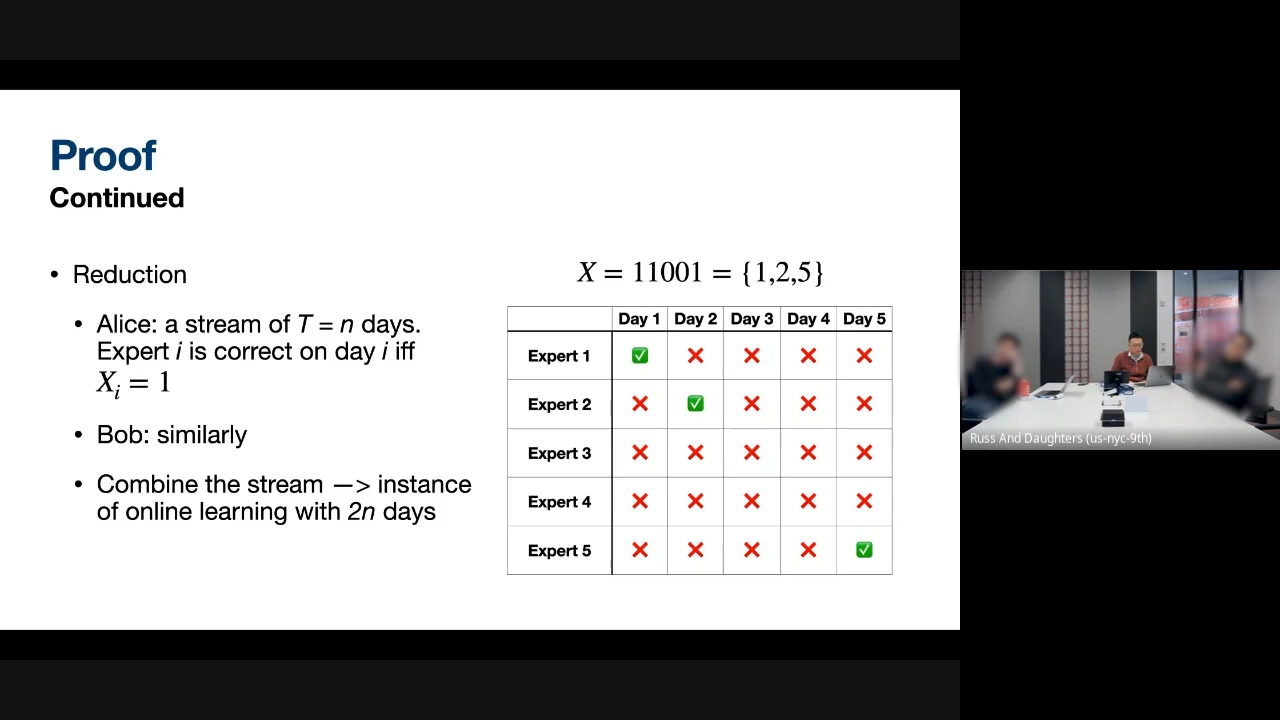 Proof
Continued
• Reduction
• Alice: a stream of T = n days.
Expert i is correct on day i iff
Xᵢ = 1
• Bob: similarly
• Combine the stream —> instance
of online learning with 2n days
X = 11001 = {1,2,5}
Day 1 Day 2 Day 3 Day 4 Day 5
Expert 1 ✅ ❌ ❌ ❌ ❌
Expert 2 ❌ ✅ ❌ ❌ ❌
Expert 3 ❌ ❌ ❌ ❌ ❌
Expert 4 ❌ ❌ ❌ ❌ ❌
Expert 5 ❌ ❌ ❌ ❌ ✅
Russ And Daughters (us-nyc-9th)